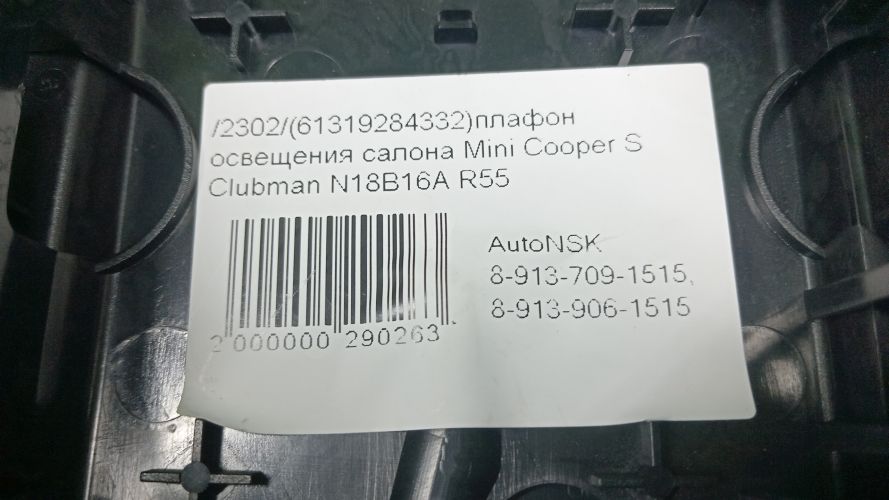 /2302/(61319284332)плафон
освещения салона Mini Cooper S
Clubman N18B16A R55
AutoNSK
8-913-709-1515,
8-913-906-1515
2 000000 290263